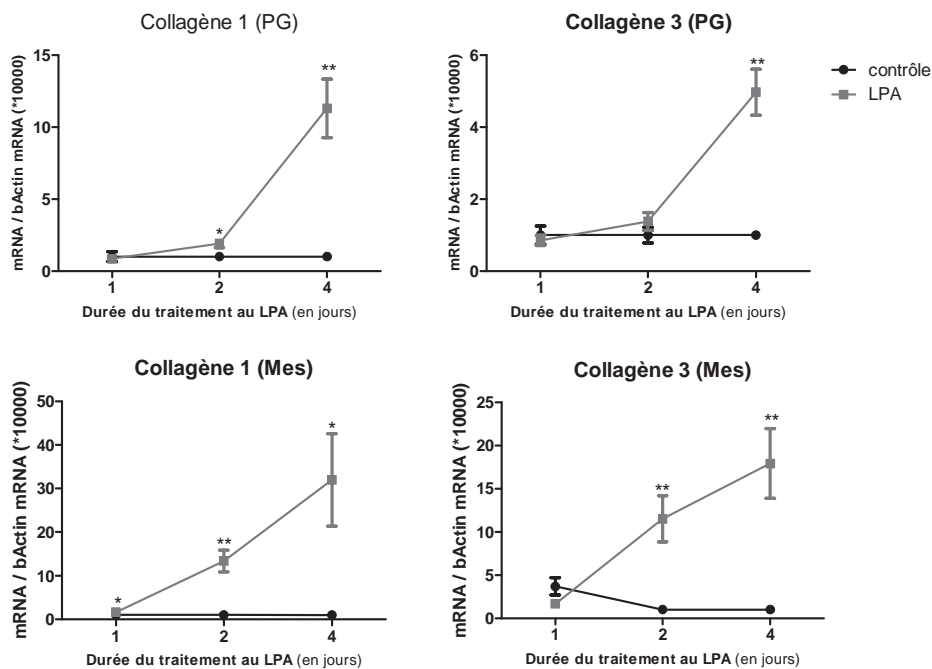 Collagène 1 (PG)
mRNA / bActin mRNA (*10000)
15
10
5
0
*
**
1 2 4
Durée du traitement au LPA (en jours)
Collagène 3 (PG)
mRNA / bActin mRNA (*10000)
6
4
2
0
**
1 2 4
Durée du traitement au LPA (en jours)
contrôle
LPA
Collagène 1 (Mes)
mRNA / bActin mRNA (*10000)
50
40
30
20
10
0
*
**
*
1 2 4
Durée du traitement au LPA (en jours)
Collagène 3 (Mes)
mRNA / bActin mRNA (*10000)
25
20
15
10
5
0
**
**
1 2 4
Durée du traitement au LPA (en jours)